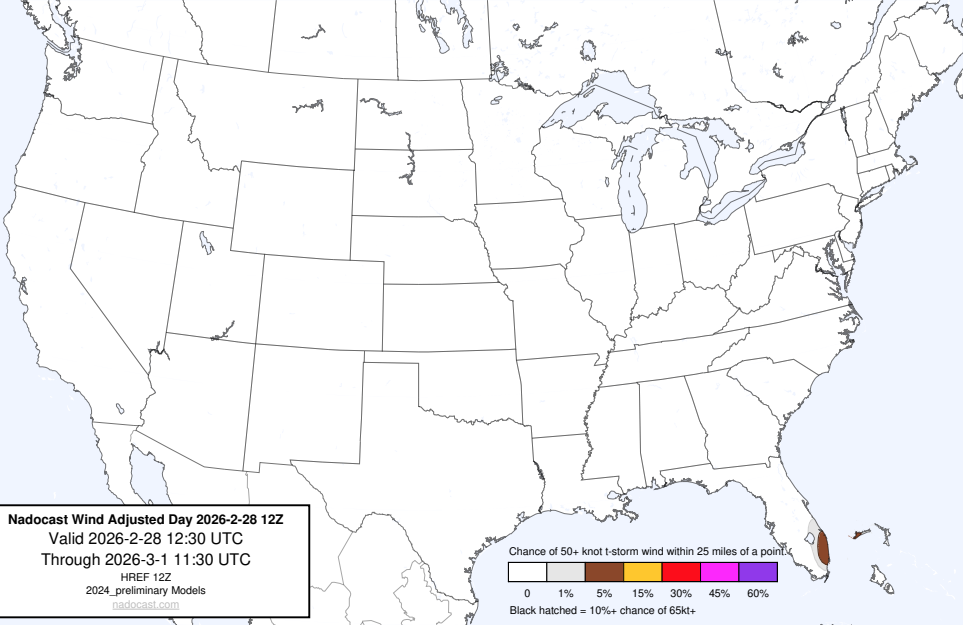 Nadocast Wind Adjusted Day 2026-2-28 12Z
Valid 2026-2-28 12:30 UTC
Through 2026-3-1 11:30 UTC
HREF 12Z
2024_preliminary Models
nadocast.com
Chance of 50+ knot t-storm wind within 25 miles of a point.
0 1% 5% 15% 30% 45% 60%
Black hatched = 10%+ chance of 65kt+